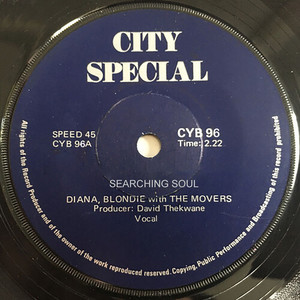 CITY
SPECIAL
SPEED 45
CYB 96A
CYB 96
Time: 2.22
SEARCHING SOUL
DIANA, BLONDIE with THE MOVERS
Producer: David Thekwane
Vocal
All rights of the Record Producer and of the owner of the work reproduced reserved. Copying, Public Performance and Broadcasting of this record prohibited